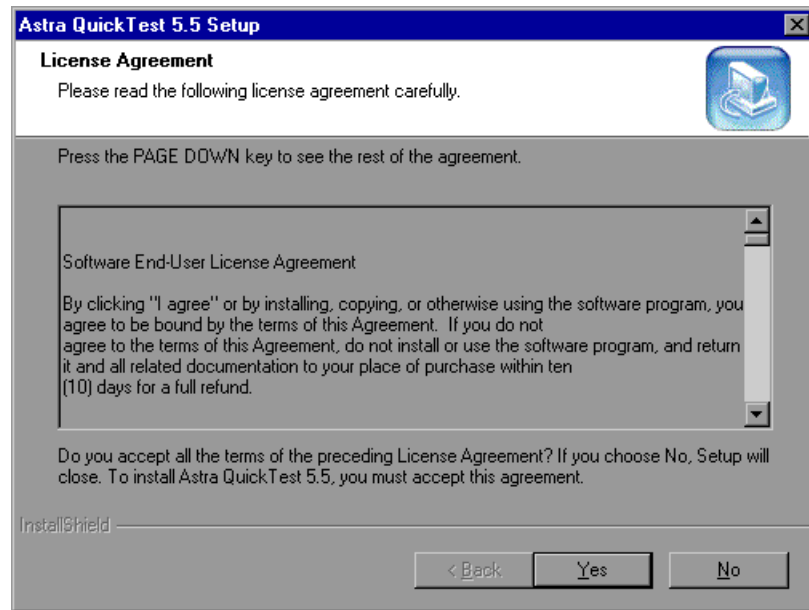 Astra QuickTest 5.5 Setup
License Agreement
Please read the following license agreement carefully.
Press the PAGE DOWN key to see the rest of the agreement.
Software End-User License Agreement
By clicking "I agree" or by installing, copying, or otherwise using the software program, you
agree to be bound by the terms of this Agreement.  If you do not
agree to the terms of this Agreement, do not install or use the software program, and return
it and all related documentation to your place of purchase within ten
(10) days for a full refund.
Do you accept all the terms of the preceding License Agreement? If you choose No, Setup will
close. To install Astra QuickTest 5.5, you must accept this agreement.
InstallShield
< Back
Yes
No